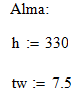 Alma:
h := 330
tw := 7.5